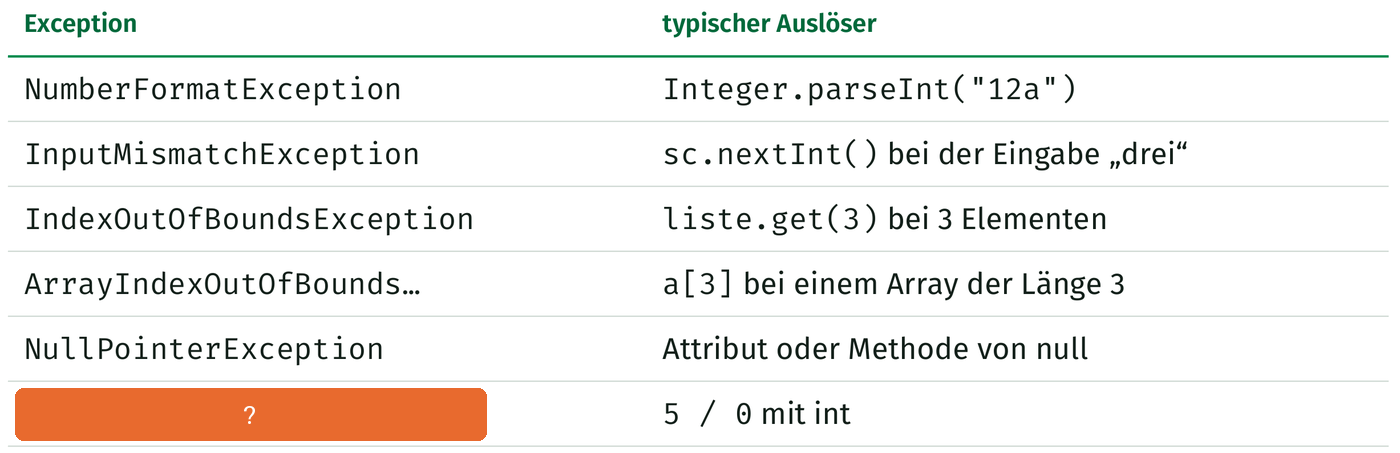 Exception typischer Auslöser
NumberFormatException Integer.parseInt("12a")
InputMismatchException sc.nextInt() bei der Eingabe „drei“
IndexOutOfBoundsException liste.get(3) bei 3 Elementen
ArrayIndexOutOfBounds… a[3] bei einem Array der Länge 3
NullPointerException Attribut oder Methode von null
? 5 / 0 mit int